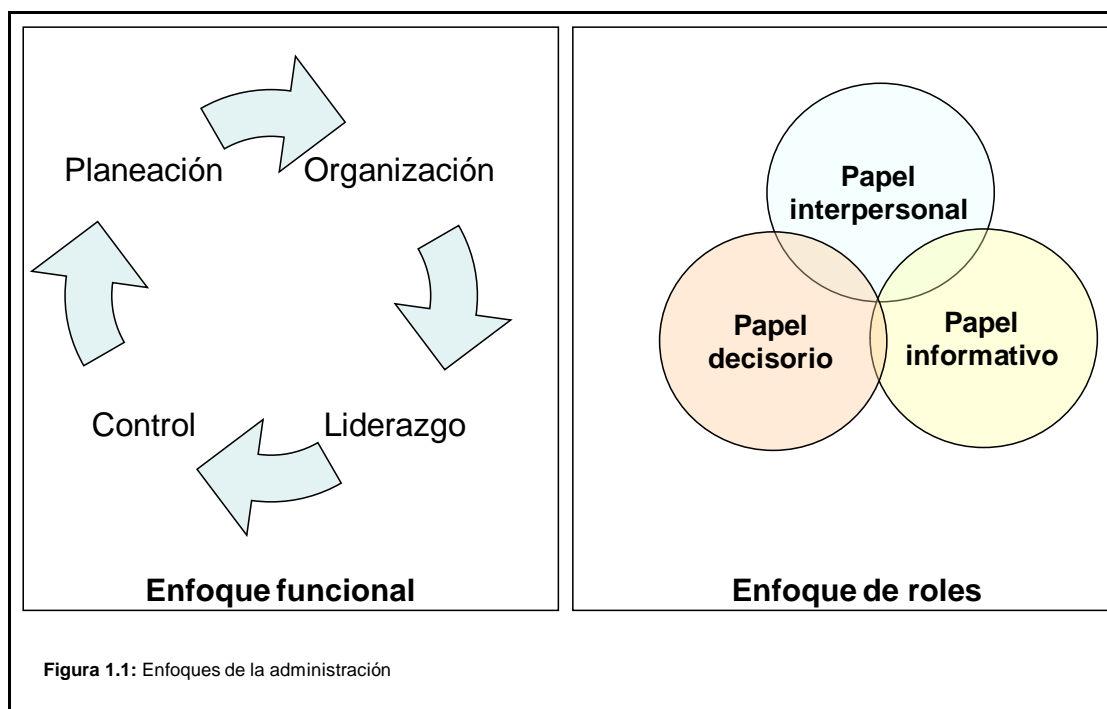 Planeación
Organización
Control
Liderazgo
Enfoque funcional
Papel
interpersonal
Papel
decisorio
Papel
informativo
Enfoque de roles
Figura 1.1: Enfoques de la administración